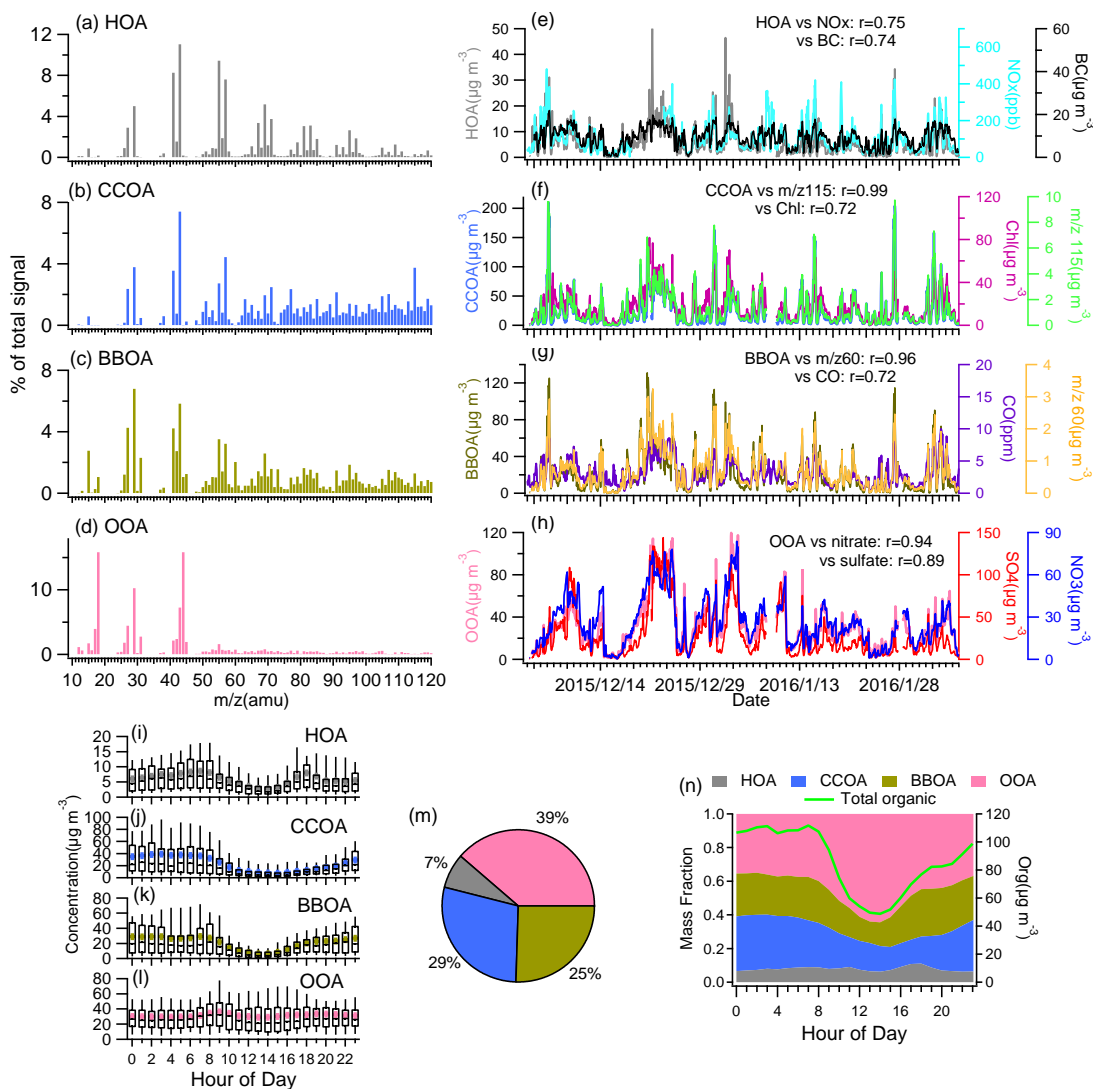 (a) HOA
12
8
4
0
(b) CCOA
8
4
0
(c) BBOA
8
4
0
(d) OOA
10
0
% of total signal
10 20 30 40 50 60 70 80 90 100 110 120
m/z(amu)
(e)
HOA vs NOx: r=0.75
vs BC: r=0.74
50
40
30
20
10
0
HOA(µg m-3)
600
400
200
0
NOx(ppb)
60
40
20
0
BC(µg m-3)
(f)
CCOA vs m/z115: r=0.99
vs Chl: r=0.72
200
150
100
50
0
CCOA(µg m-3)
120
80
40
0
Chl(µg m-3)
10
8
6
4
2
0
m/z 115(µg m-3)
(g)
BBOA vs m/z60: r=0.96
vs CO: r=0.72
120
80
40
0
BBOA(µg m-3)
20
15
10
5
0
CO(ppm)
4
3
2
1
0
m/z 60(µg m-3)
(h)
OOA vs nitrate: r=0.94
vs sulfate: r=0.89
120
80
40
0
OOA(µg m-3)
150
100
50
0
SO4(µg m-3)
90
60
30
0
NO3(µg m-3)
2015/12/14 2015/12/29 2016/1/13 2016/1/28
Date
(i) HOA
20
15
10
5
0
(j) CCOA
100
80
60
40
20
0
(k) BBOA
80
60
40
20
0
(l) OOA
80
60
40
20
0
Concentration(µg m-3)
0 2 4 6 8 10 12 14 16 18 20 22
Hour of Day
(m)
39%
7%
29%
25%
(n)
HOA CCOA BBOA OOA
Total organic
1.0
0.8
0.6
0.4
0.2
0.0
Mass Fraction
120
100
80
60
40
20
0
Org(µg m-3)
0 4 8 12 16 20
Hour of Day